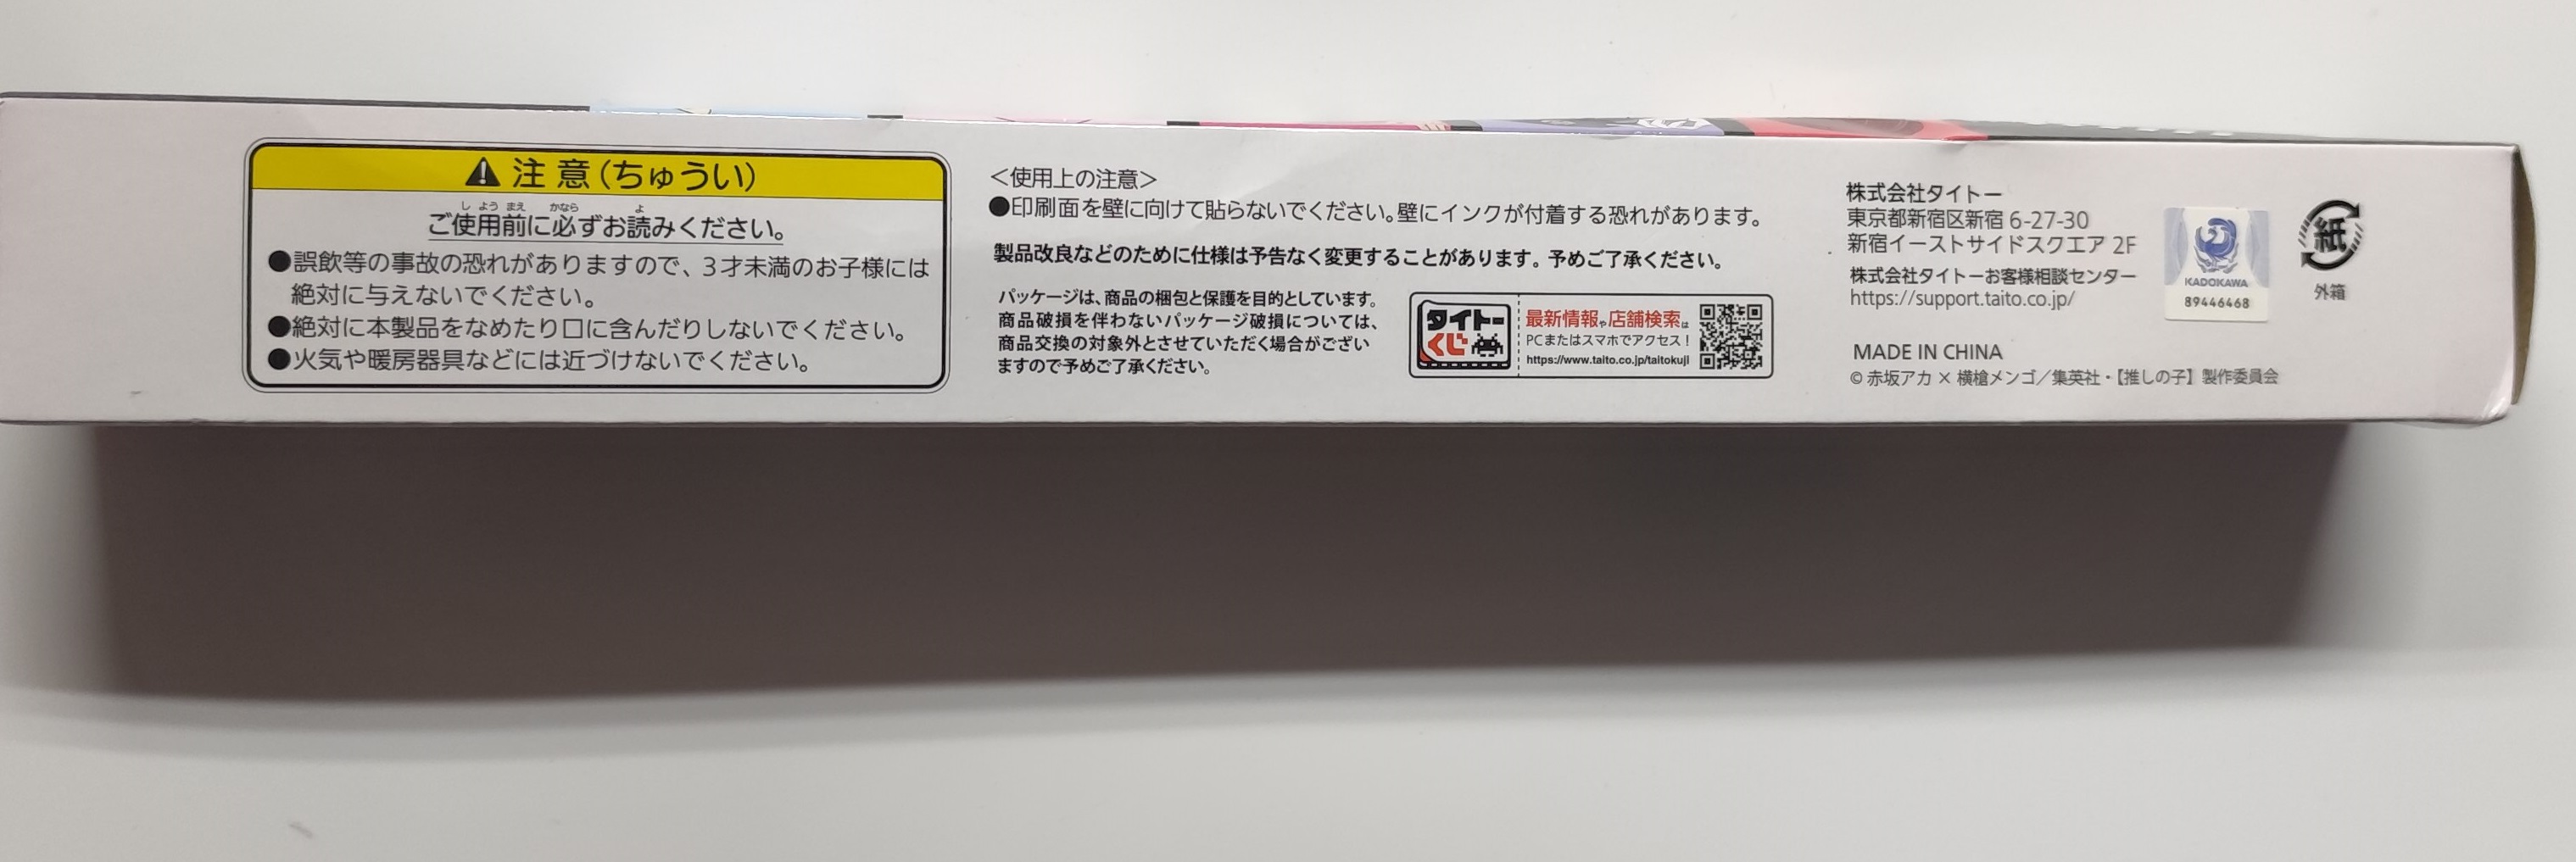 注意(ちゅうい)
ご使用前に必ずお読みください。
●誤飲等の事故の恐れがありますので、3才未満のお子様には
絶対に与えないでください。
●絶対に本製品をなめたり口に含んだりしないでください。
●火気や暖房器具などには近づけないでください。
<使用上の注意>
●印刷面を壁に向けて貼らないでください。壁にインクが付着する恐れがあります。
製品改良などのために仕様は予告なく変更することがあります。予めご了承ください。
パッケージは、商品の梱包と保護を目的としています。
商品破損を伴わないパッケージ破損については、
商品交換の対象外とさせていただく場合がござい
ますので予めご了承ください。
タイトー
くじ
最新情報や店舗検索は
PCまたはスマホでアクセス!
https://www.taito.co.jp/taitokuji
株式会社タイトー
東京都新宿区新宿 6-27-30
新宿イーストサイドスクエア 2F
株式会社タイトーお客様相談センター
https://support.taito.co.jp/
MADE IN CHINA
© 赤坂アカ × 横槍メンゴ/集英社・【推しの子】製作委員会
KADOKAWA
89446468
紙
外箱